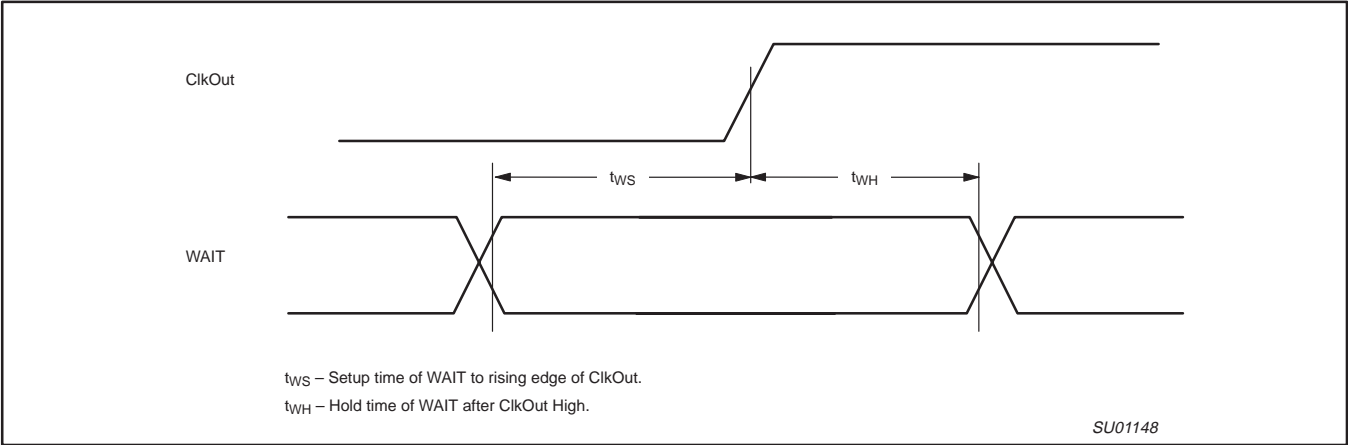 ClkOut
tWS
tWH
WAIT
tWS – Setup time of WAIT to rising edge of ClkOut.
tWH – Hold time of WAIT after ClkOut High.
SU01148